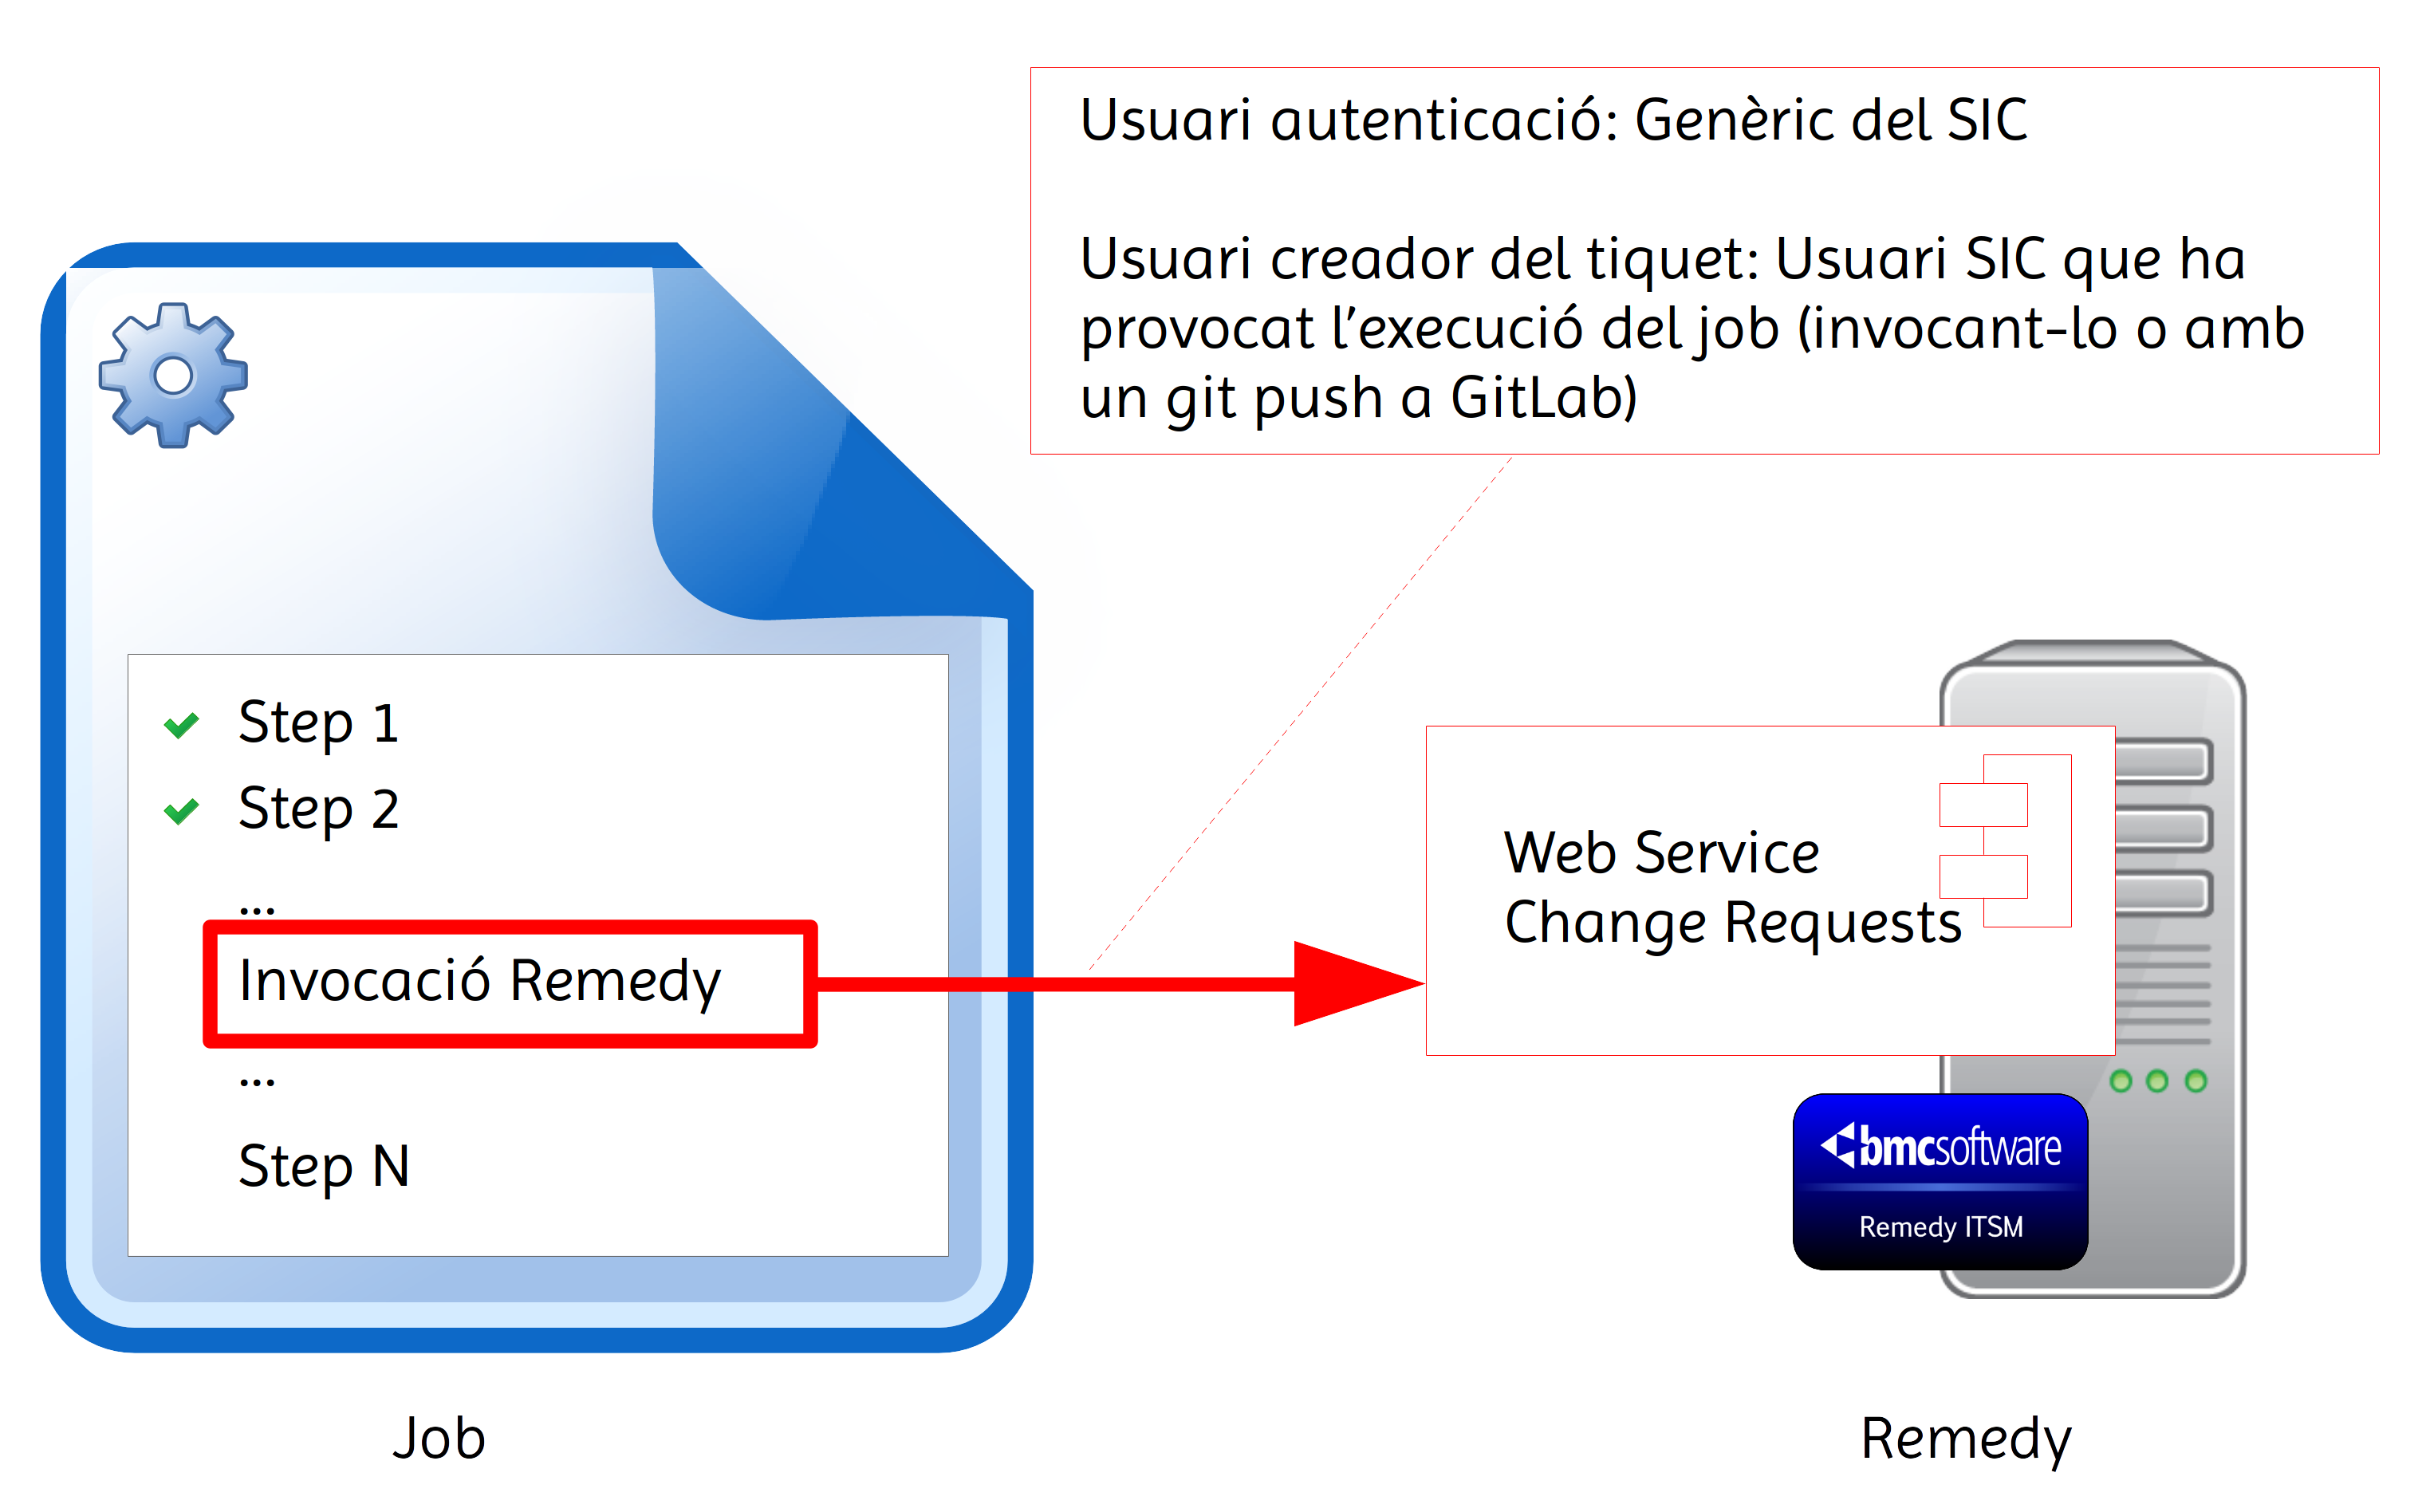 Usuari autenticació: Genèric del SIC
Usuari creador del tiquet: Usuari SIC que ha
provocat l’execució del job (invocant-lo o amb
un git push a GitLab)
Step 1
Step 2
...
Invocació Remedy
...
Step N
Web Service
Change Requests
bmcsoftware
Remedy ITSM
Job
Remedy